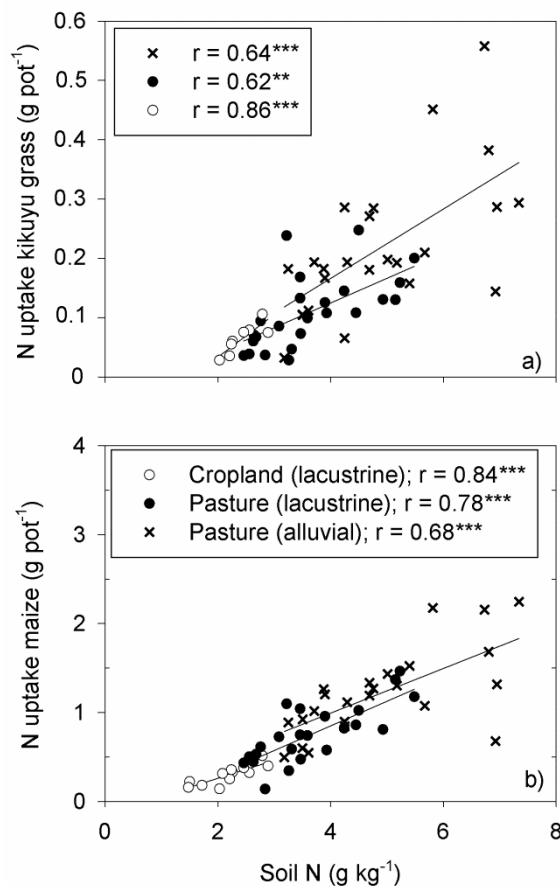 0.6
0.5
0.4
0.3
0.2
0.1
0
N uptake kikuyu grass (g pot⁻¹)
× r = 0.64***
● r = 0.62**
○ r = 0.86***
a)
4
3
2
1
0
N uptake maize (g pot⁻¹)
○ Cropland (lacustrine); r = 0.84***
● Pasture (lacustrine); r = 0.78***
× Pasture (alluvial); r = 0.68***
b)
0 2 4 6 8
Soil N (g kg⁻¹)